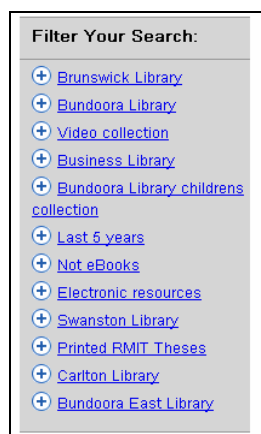 Filter Your Search:
Brunswick Library
Bundoora Library
Video collection
Business Library
Bundoora Library childrens
collection
Last 5 years
Not eBooks
Electronic resources
Swanston Library
Printed RMIT Theses
Carlton Library
Bundoora East Library